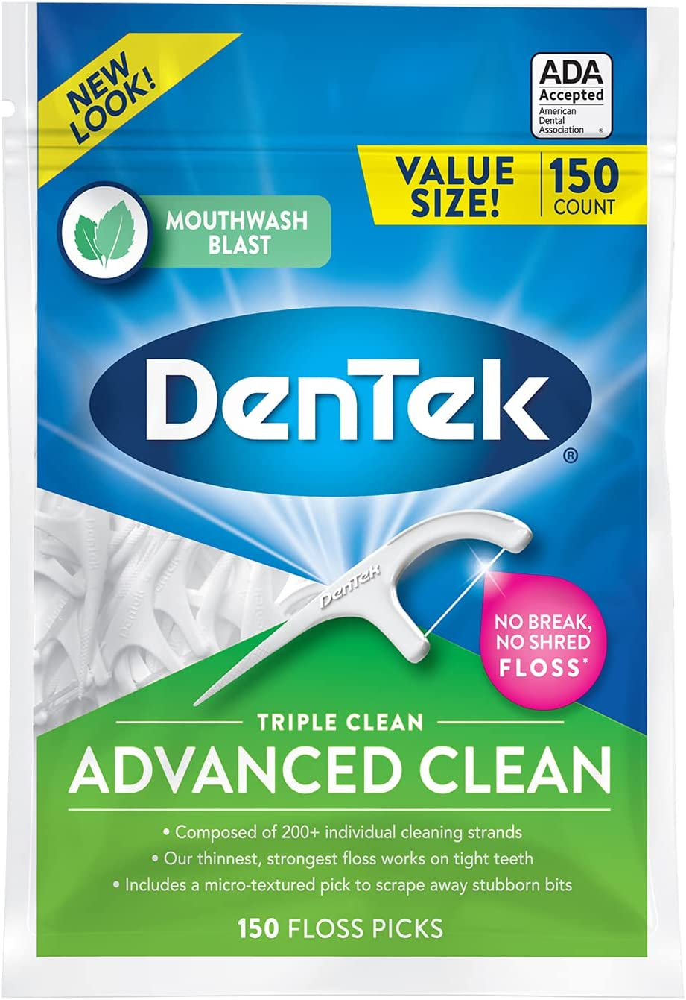 NEW
LOOK!
ADA
Accepted
American
Dental
Association ®
VALUE
SIZE!
150
COUNT
MOUTHWASH
BLAST
DenTek
®
DenTek
NO BREAK,
NO SHRED
FLOSS*
TRIPLE CLEAN
ADVANCED CLEAN
• Composed of 200+ individual cleaning strands
• Our thinnest, strongest floss works on tight teeth
• Includes a micro-textured pick to scrape away stubborn bits
150 FLOSS PICKS